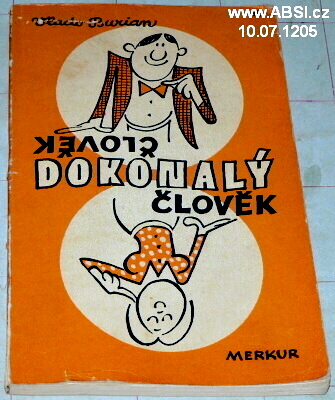 www.ABSI.cz
10.07.1205
Vlasta Burian
ČLOVĚK
DOKONALÝ
ČLOVĚK
MERKUR